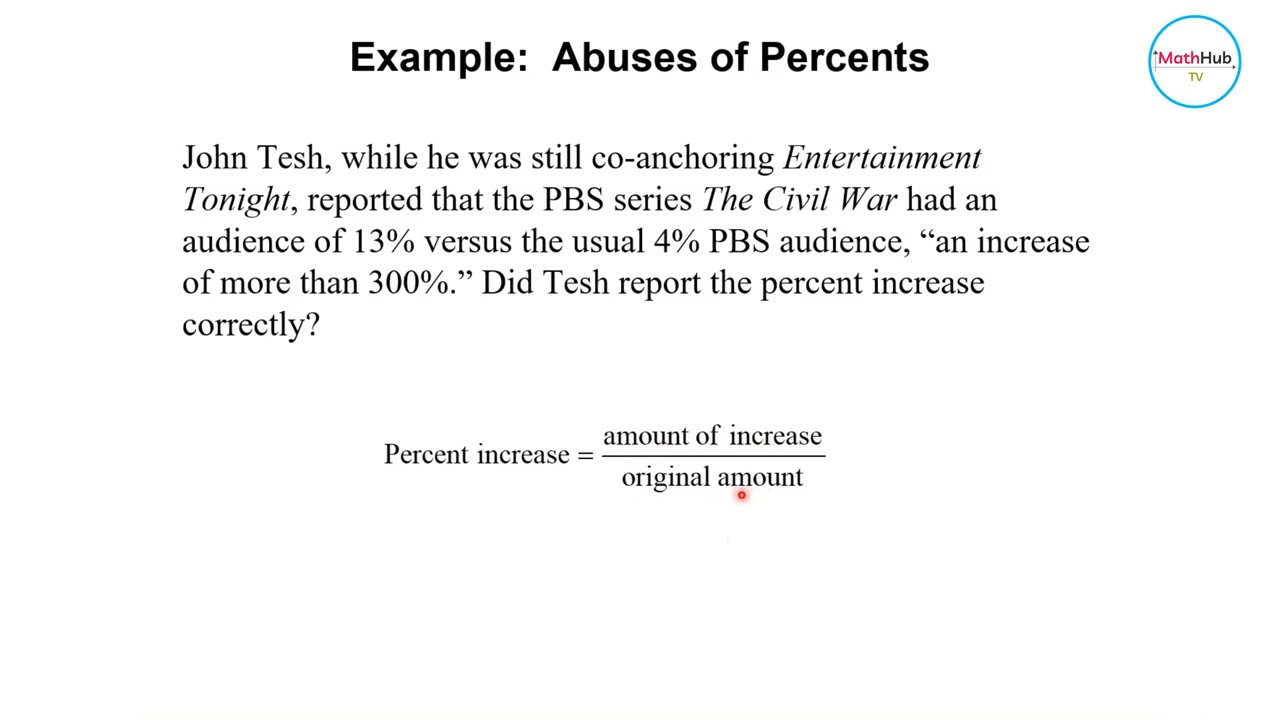 Example: Abuses of Percents
MathHub
TV
John Tesh, while he was still co-anchoring Entertainment
Tonight, reported that the PBS series The Civil War had an
audience of 13% versus the usual 4% PBS audience, “an increase
of more than 300%.” Did Tesh report the percent increase
correctly?
Percent increase = amount of increase
original amount